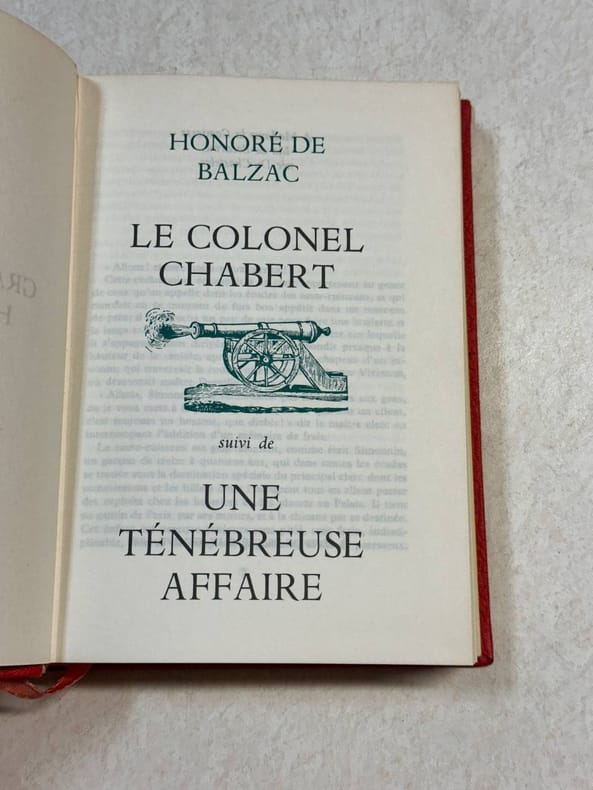 HONORÉ DE
BALZAC
LE COLONEL
CHABERT
suivi de
UNE
TÉNÉBREUSE
AFFAIRE